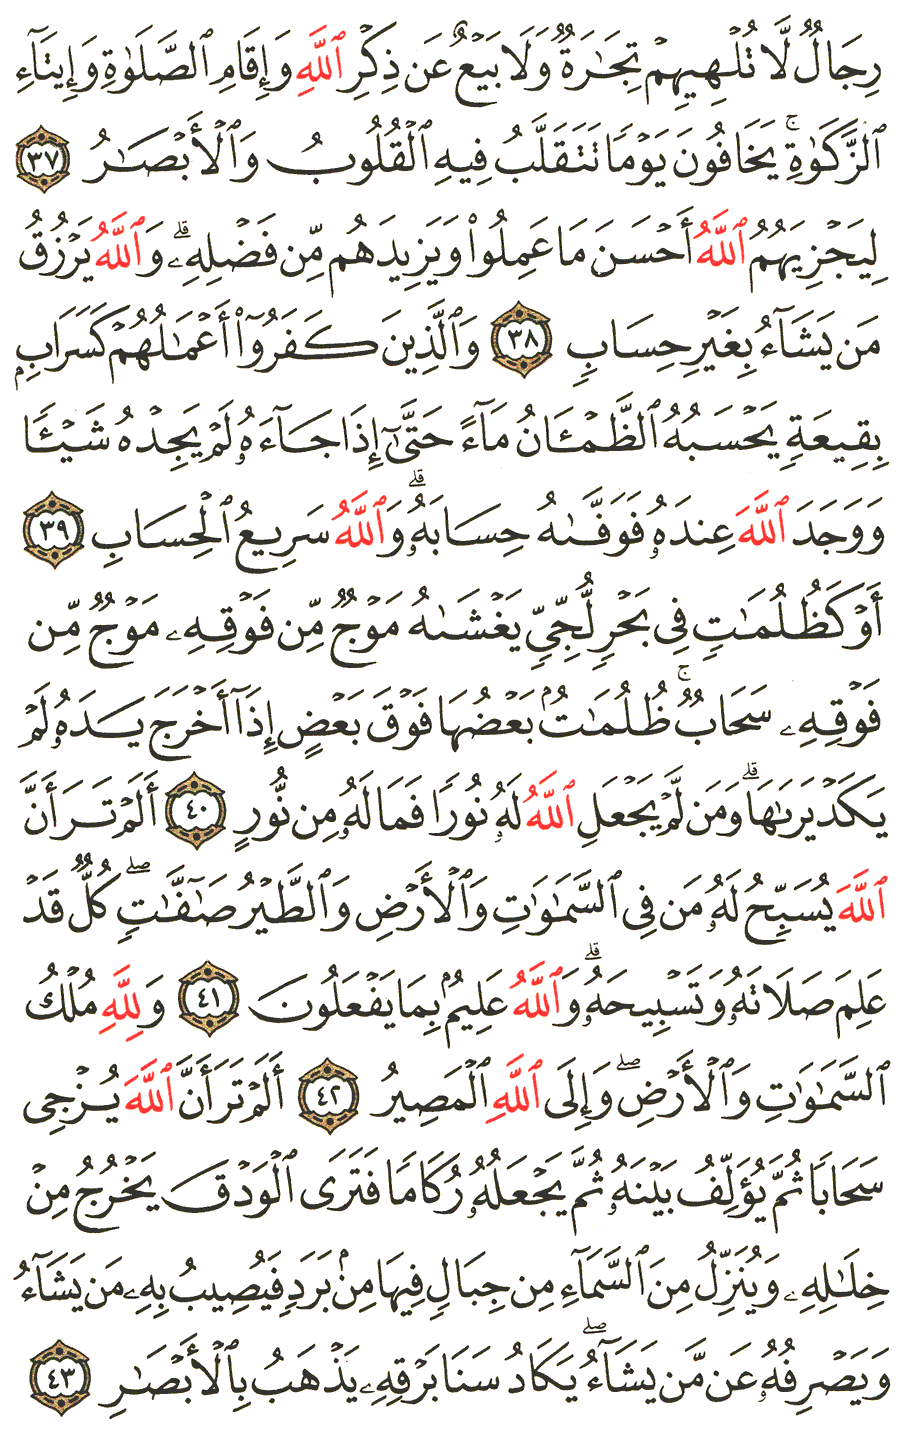 رِجَالٌ لَّا تُلْهِيهِمْ تِجَٰرَةٌ وَلَا بَيْعٌ عَن ذِكْرِ ٱللَّهِ وَإِقَامِ ٱلصَّلَوٰةِ وَإِيتَآءِ
ٱلزَّكَوٰةِ ۙ يَخَافُونَ يَوْمًا تَتَقَلَّبُ فِيهِ ٱلْقُلُوبُ وَٱلْأَبْصَٰرُ ٣٧
لِيَجْزِيَهُمُ ٱللَّهُ أَحْسَنَ مَا عَمِلُوا۟ وَيَزِيدَهُم مِّن فَضْلِهِۦ ۗ وَٱللَّهُ يَرْزُقُ
مَن يَشَآءُ بِغَيْرِ حِسَابٍ ٣٨ وَٱلَّذِينَ كَفَرُوٓا۟ أَعْمَٰلُهُمْ كَسَرَابٍۭ
بِقِيعَةٍ يَحْسَبُهُ ٱلظَّمْـَٔانُ مَآءً حَتَّىٰٓ إِذَا جَآءَهُۥ لَمْ يَجِدْهُ شَيْـًٔا
وَوَجَدَ ٱللَّهَ عِندَهُۥ فَوَفَّىٰهُ حِسَابَهُۥ ۗ وَٱللَّهُ سَرِيعُ ٱلْحِسَابِ ٣٩
أَوْ كَظُلُمَٰتٍ فِى بَحْرٍ لُّجِّىٍّ يَغْشَىٰهُ مَوْجٌ مِّن فَوْقِهِۦ مَوْجٌ مِّن
فَوْقِهِۦ سَحَابٌ ۚ ظُلُمَٰتٌۢ بَعْضُهَا فَوْقَ بَعْضٍ إِذَآ أَخْرَجَ يَدَهُۥ لَمْ
يَكَدْ يَرَىٰهَا ۗ وَمَن لَّمْ يَجْعَلِ ٱللَّهُ لَهُۥ نُورًا فَمَا لَهُۥ مِن نُّورٍ ٤٠ أَلَمْ تَرَ أَنَّ
ٱللَّهَ يُسَبِّحُ لَهُۥ مَن فِى ٱلسَّمَٰوَٰتِ وَٱلْأَرْضِ وَٱلطَّيْرُ صَٰٓفَّٰتٍ ۖ كُلٌّ قَدْ
عَلِمَ صَلَاتَهُۥ وَتَسْبِيحَهُۥ ۗ وَٱللَّهُ عَلِيمٌۢ بِمَا يَفْعَلُونَ ٤١ وَلِلَّهِ مُلْكُ
ٱلسَّمَٰوَٰتِ وَٱلْأَرْضِ ۖ وَإِلَى ٱللَّهِ ٱلْمَصِيرُ ٤٢ أَلَمْ تَرَ أَنَّ ٱللَّهَ يُزْجِى
سَحَابًا ثُمَّ يُؤَلِّفُ بَيْنَهُۥ ثُمَّ يَجْعَلُهُۥ رُكَامًا فَتَرَى ٱلْوَدْقَ يَخْرُجُ مِنْ
خِلَٰلِهِۦ وَيُنَزِّلُ مِنَ ٱلسَّمَآءِ مِن جِبَالٍ فِيهَا مِنۢ بَرَدٍ فَيُصِيبُ بِهِۦ مَن يَشَآءُ
وَيَصْرِفُهُۥ عَن مَّن يَشَآءُ ۖ يَكَادُ سَنَا بَرْقِهِۦ يَذْهَبُ بِٱلْأَبْصَٰرِ ٤٣